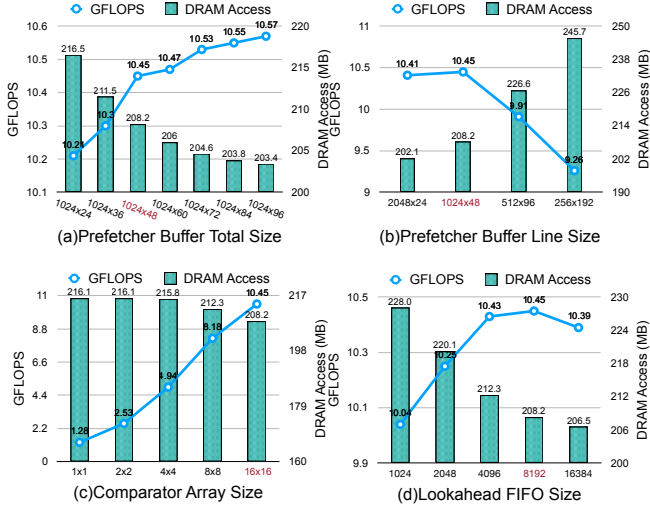 GFLOPS DRAM Access
10.6 220
10.5 214
10.4 209
10.3 204
10.2 200
10.1
GFLOPS
DRAM Access (MB)
216.5 211.5 208.2 206 204.6 203.8 203.4
10.21 10.3 10.45 10.47 10.53 10.55 10.57
1024x24 1024x36 1024x48 1024x60 1024x72 1024x84 1024x96
(a)Prefetcher Buffer Total Size
GFLOPS DRAM Access
11 250
238
10.5 226
10 214
9.5 202
9 190
GFLOPS
DRAM Access (MB)
202.1 208.2 226.6 245.7
10.41 10.45 9.91 9.26
2048x24 1024x48 512x96 256x192
(b)Prefetcher Buffer Line Size
GFLOPS DRAM Access
11 217
8.8 198
6.6
4.4 179
2.2
0 160
GFLOPS
DRAM Access (MB)
216.1 216.1 215.8 212.3 208.2
1.28 2.53 4.94 8.18 10.45
1x1 2x2 4x4 8x8 16x16
(c)Comparator Array Size
GFLOPS DRAM Access
10.5 230
224
10.3 218
212
10.1 206
9.9 200
GFLOPS
DRAM Access (MB)
228.0 220.1 212.3 208.2 206.5
10.04 10.25 10.43 10.45 10.39
1024 2048 4096 8192 16384
(d)Lookahead FIFO Size